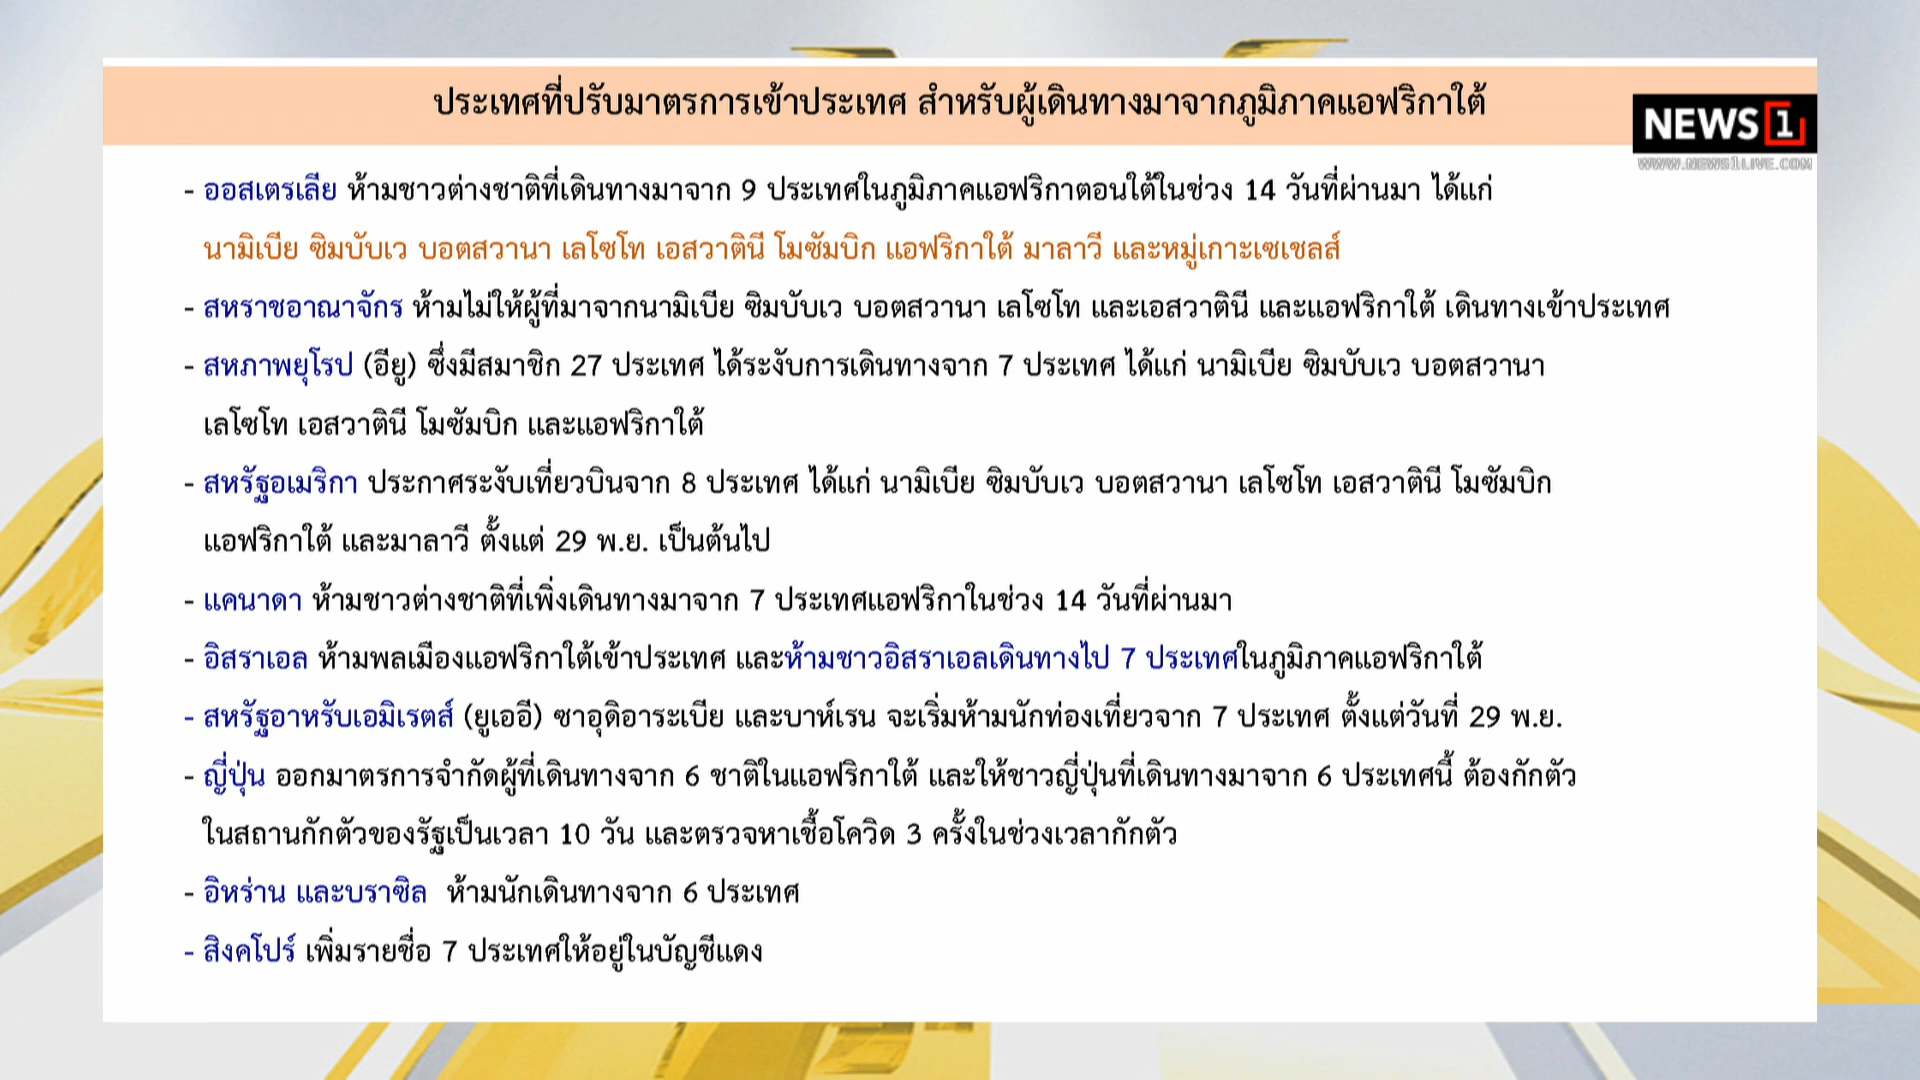 ประเทศที่ปรับมาตรการเข้าประเทศ สำหรับผู้เดินทางมาจากภูมิภาคแอฟริกาใต้
NEWS 1
WWW.NEWS1LIVE.COM
- ออสเตรเลีย ห้ามชาวต่างชาติที่เดินทางมาจาก 9 ประเทศในภูมิภาคแอฟริกาตอนใต้ในช่วง 14 วันที่ผ่านมา ได้แก่
นามิเบีย ซิมบับเว บอตสวานา เลโซโท เอสวาตินี โมซัมบิก แอฟริกาใต้ มาลาวี และหมู่เกาะเซเชลส์
- สหราชอาณาจักร ห้ามไม่ให้ผู้ที่มาจากนามิเบีย ซิมบับเว บอตสวานา เลโซโท และเอสวาตินี และแอฟริกาใต้ เดินทางเข้าประเทศ
- สหภาพยุโรป (อียู) ซึ่งมีสมาชิก 27 ประเทศ ได้ระงับการเดินทางจาก 7 ประเทศ ได้แก่ นามิเบีย ซิมบับเว บอตสวานา
เลโซโท เอสวาตินี โมซัมบิก และแอฟริกาใต้
- สหรัฐอเมริกา ประกาศระงับเที่ยวบินจาก 8 ประเทศ ได้แก่ นามิเบีย ซิมบับเว บอตสวานา เลโซโท เอสวาตินี โมซัมบิก
แอฟริกาใต้ และมาลาวี ตั้งแต่ 29 พ.ย. เป็นต้นไป
- แคนาดา ห้ามชาวต่างชาติที่เพิ่งเดินทางมาจาก 7 ประเทศแอฟริกาในช่วง 14 วันที่ผ่านมา
- อิสราเอล ห้ามพลเมืองแอฟริกาใต้เข้าประเทศ และห้ามชาวอิสราเอลเดินทางไป 7 ประเทศในภูมิภาคแอฟริกาใต้
- สหรัฐอาหรับเอมิเรตส์ (ยูเออี) ซาอุดิอาระเบีย และบาห์เรน จะเริ่มห้ามนักท่องเที่ยวจาก 7 ประเทศ ตั้งแต่วันที่ 29 พ.ย.
- ญี่ปุ่น ออกมาตรการจำกัดผู้ที่เดินทางจาก 6 ชาติในแอฟริกาใต้ และให้ชาวญี่ปุ่นที่เดินทางมาจาก 6 ประเทศนี้ ต้องกักตัว
ในสถานกักตัวของรัฐเป็นเวลา 10 วัน และตรวจหาเชื้อโควิด 3 ครั้งในช่วงเวลากักตัว
- อิหร่าน และบราซิล ห้ามนักเดินทางจาก 6 ประเทศ
- สิงคโปร์ เพิ่มรายชื่อ 7 ประเทศให้อยู่ในบัญชีแดง